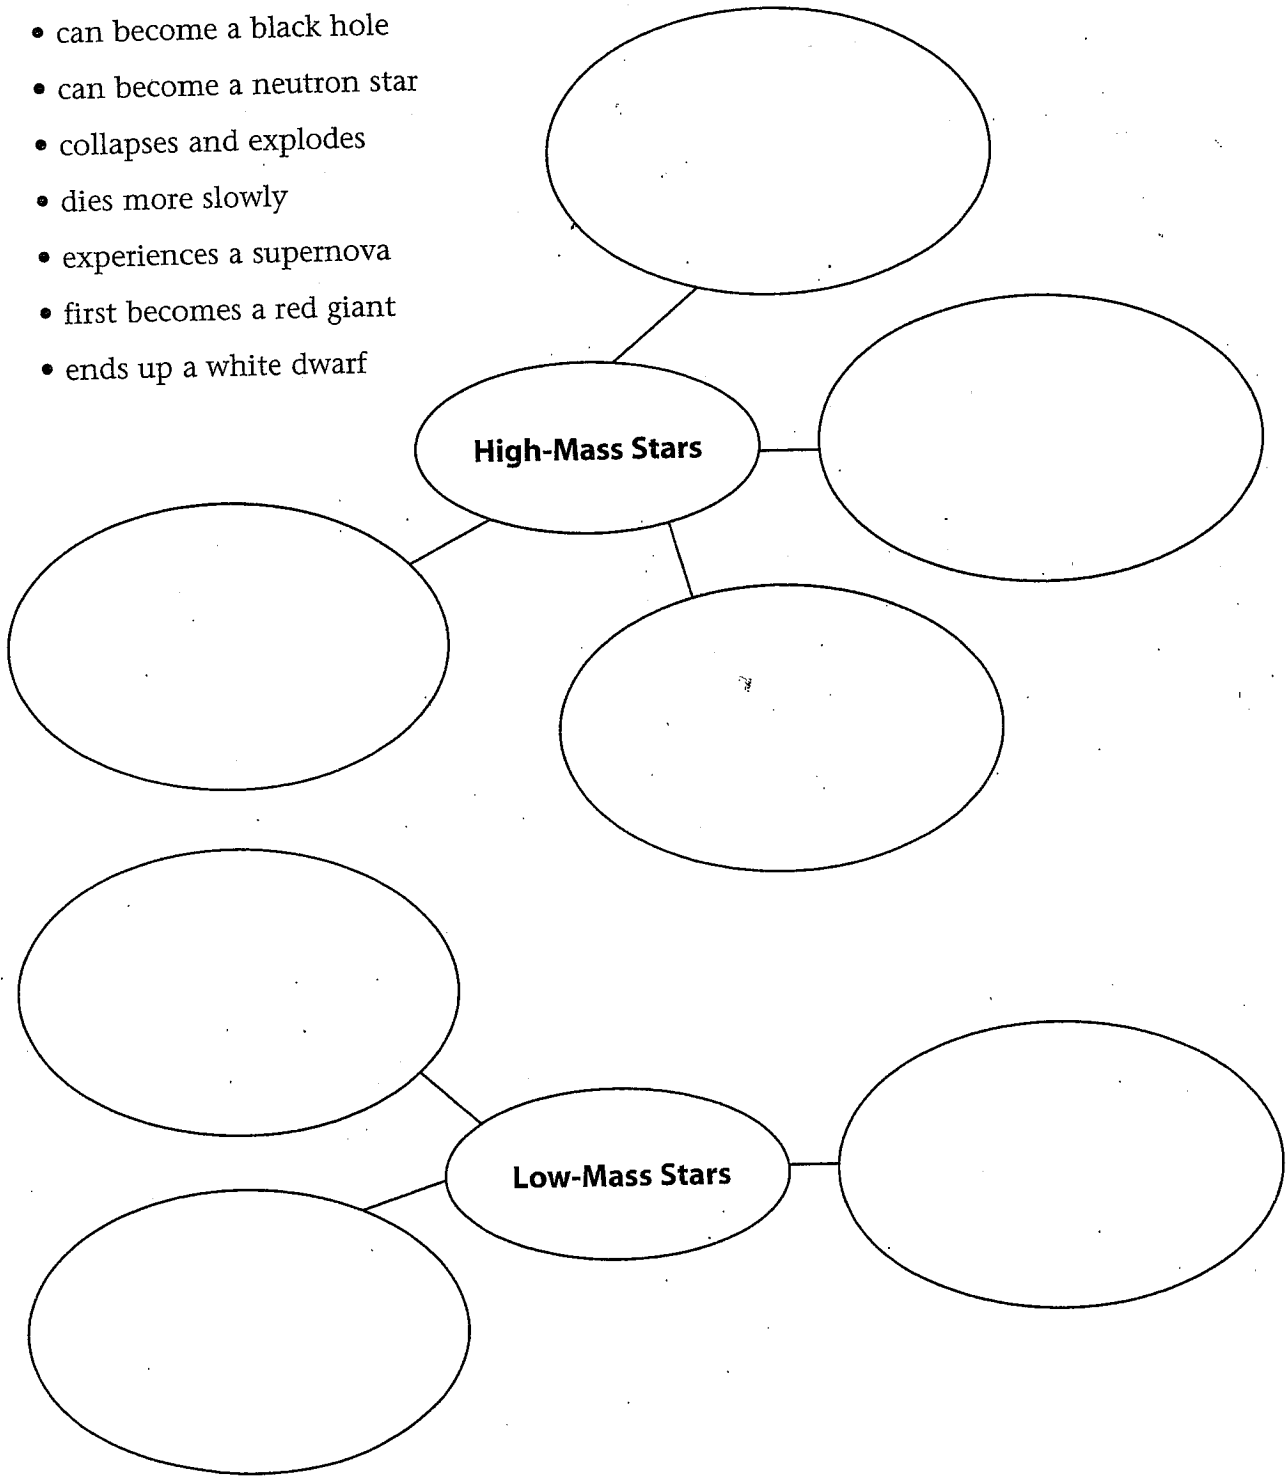 • can become a black hole
• can become a neutron star
• collapses and explodes
• dies more slowly
• experiences a supernova
• first becomes a red giant
• ends up a white dwarf
High-Mass Stars
Low-Mass Stars